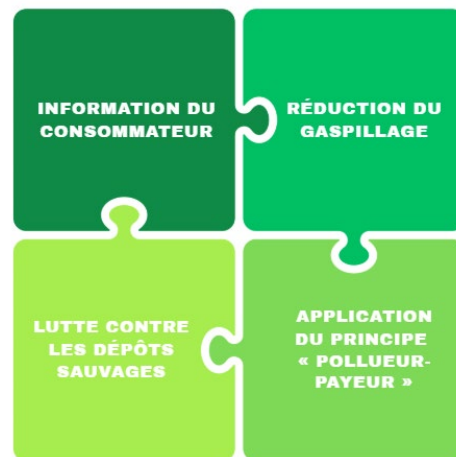 INFORMATION DU
CONSOMMATEUR
RÉDUCTION DU
GASPILLAGE
LUTTE CONTRE
LES DÉPÔTS
SAUVAGES
APPLICATION
DU PRINCIPE
« POLLUEUR-
PAYEUR »